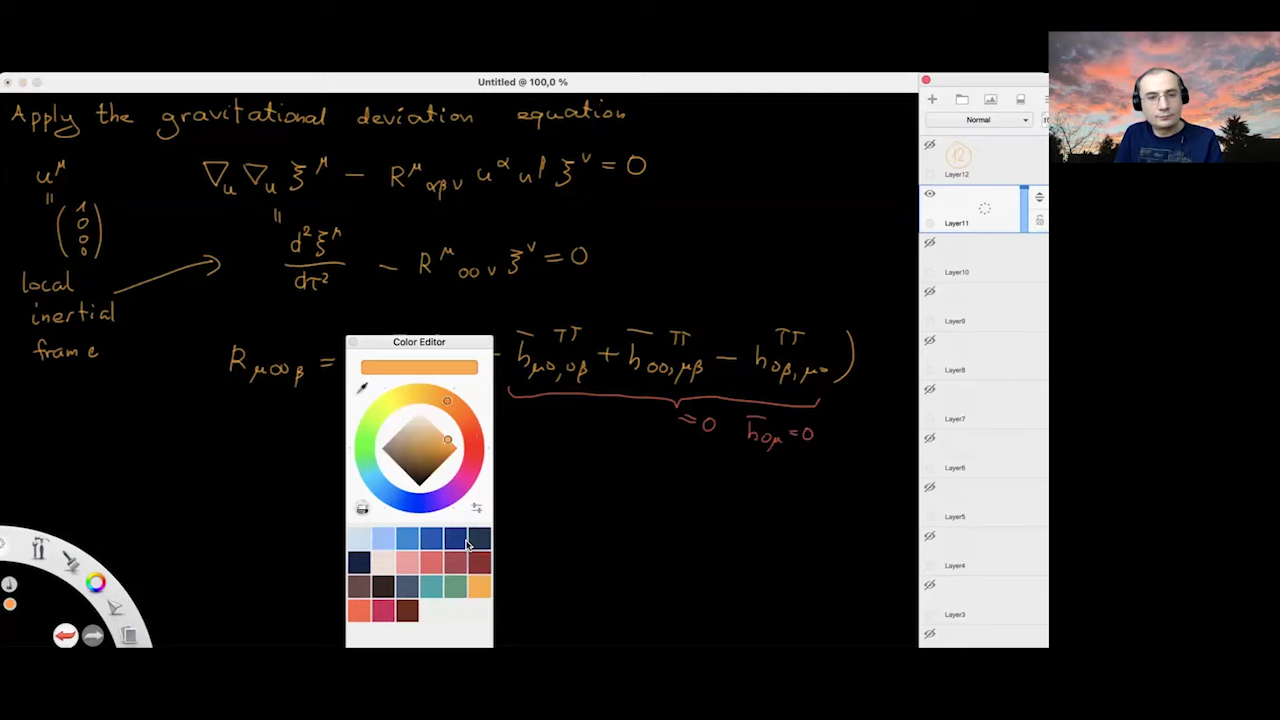 Untitled @ 100,0 %
Apply the gravitational deviation equation
u^μ
∇_u ∇_u ξ^μ − R^μ_αβν u^α u^β ξ^ν = 0
=
(1 0 0 0)
=
d²ξ^μ / dτ² − R^μ_00ν ξ^ν = 0
local
inertial
frame
R_μ00β = − h̄^TT_μ0,0β + h̄^TT_00,μβ − h^TT_0β,μ0 )
= 0 h̄_0μ = 0
Color Editor
Normal
12
Layer12
Layer11
Layer10
Layer9
Layer8
Layer7
Layer6
Layer5
Layer4
Layer3